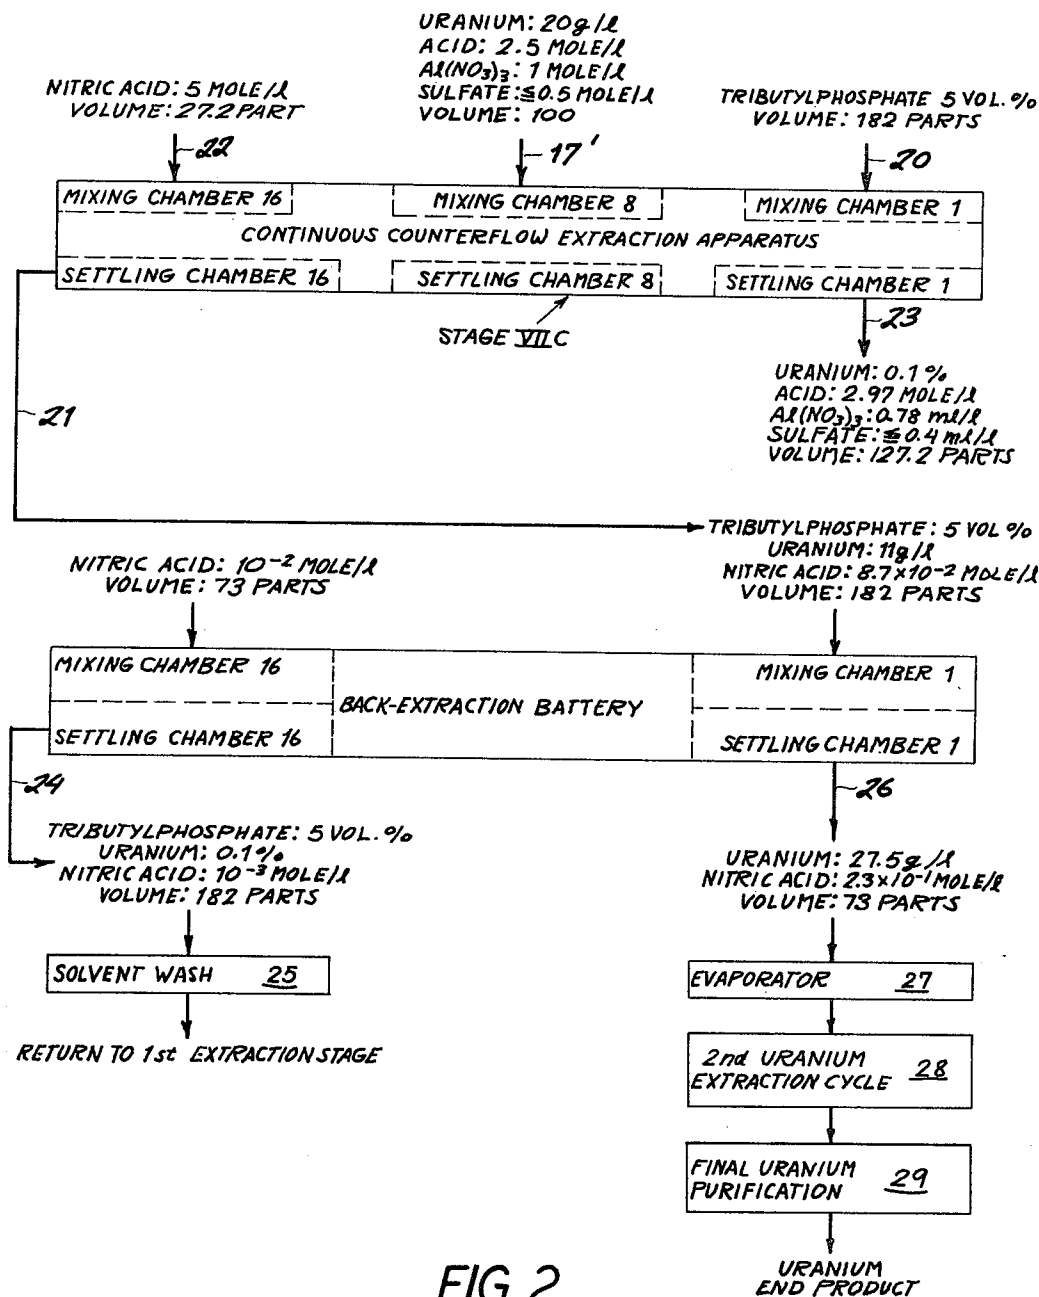 URANIUM: 20g/l
ACID: 2.5 MOLE/l
Al(NO3)3: 1 MOLE/l
SULFATE: ≦0.5 MOLE/l
VOLUME: 100
NITRIC ACID: 5 MOLE/l
VOLUME: 27.2 PART
TRIBUTYLPHOSPHATE 5 VOL. %
VOLUME: 182 PARTS
22
17'
20
MIXING CHAMBER 16
MIXING CHAMBER 8
MIXING CHAMBER 1
CONTINUOUS COUNTERFLOW EXTRACTION APPARATUS
SETTLING CHAMBER 16
SETTLING CHAMBER 8
SETTLING CHAMBER 1
STAGE VII C
23
URANIUM: 0.1 %
ACID: 2.97 MOLE/l
Al(NO3)3: 0.78 ml/l
SULFATE: ≦0.4 ml/l
VOLUME: 127.2 PARTS
21
TRIBUTYLPHOSPHATE: 5 VOL %
URANIUM: 11g/l
NITRIC ACID: 8.7×10-2 MOLE/l
VOLUME: 182 PARTS
NITRIC ACID: 10-2 MOLE/l
VOLUME: 73 PARTS
MIXING CHAMBER 16
MIXING CHAMBER 1
BACK-EXTRACTION BATTERY
SETTLING CHAMBER 16
SETTLING CHAMBER 1
24
26
TRIBUTYLPHOSPHATE: 5 VOL. %
URANIUM: 0.1%
NITRIC ACID: 10-3 MOLE/l
VOLUME: 182 PARTS
URANIUM: 27.5g/l
NITRIC ACID: 2.3×10-1 MOLE/l
VOLUME: 73 PARTS
SOLVENT WASH 25
RETURN TO 1st EXTRACTION STAGE
EVAPORATOR 27
2nd URANIUM
EXTRACTION CYCLE 28
FINAL URANIUM
PURIFICATION 29
URANIUM
END PRODUCT
FIG. 2